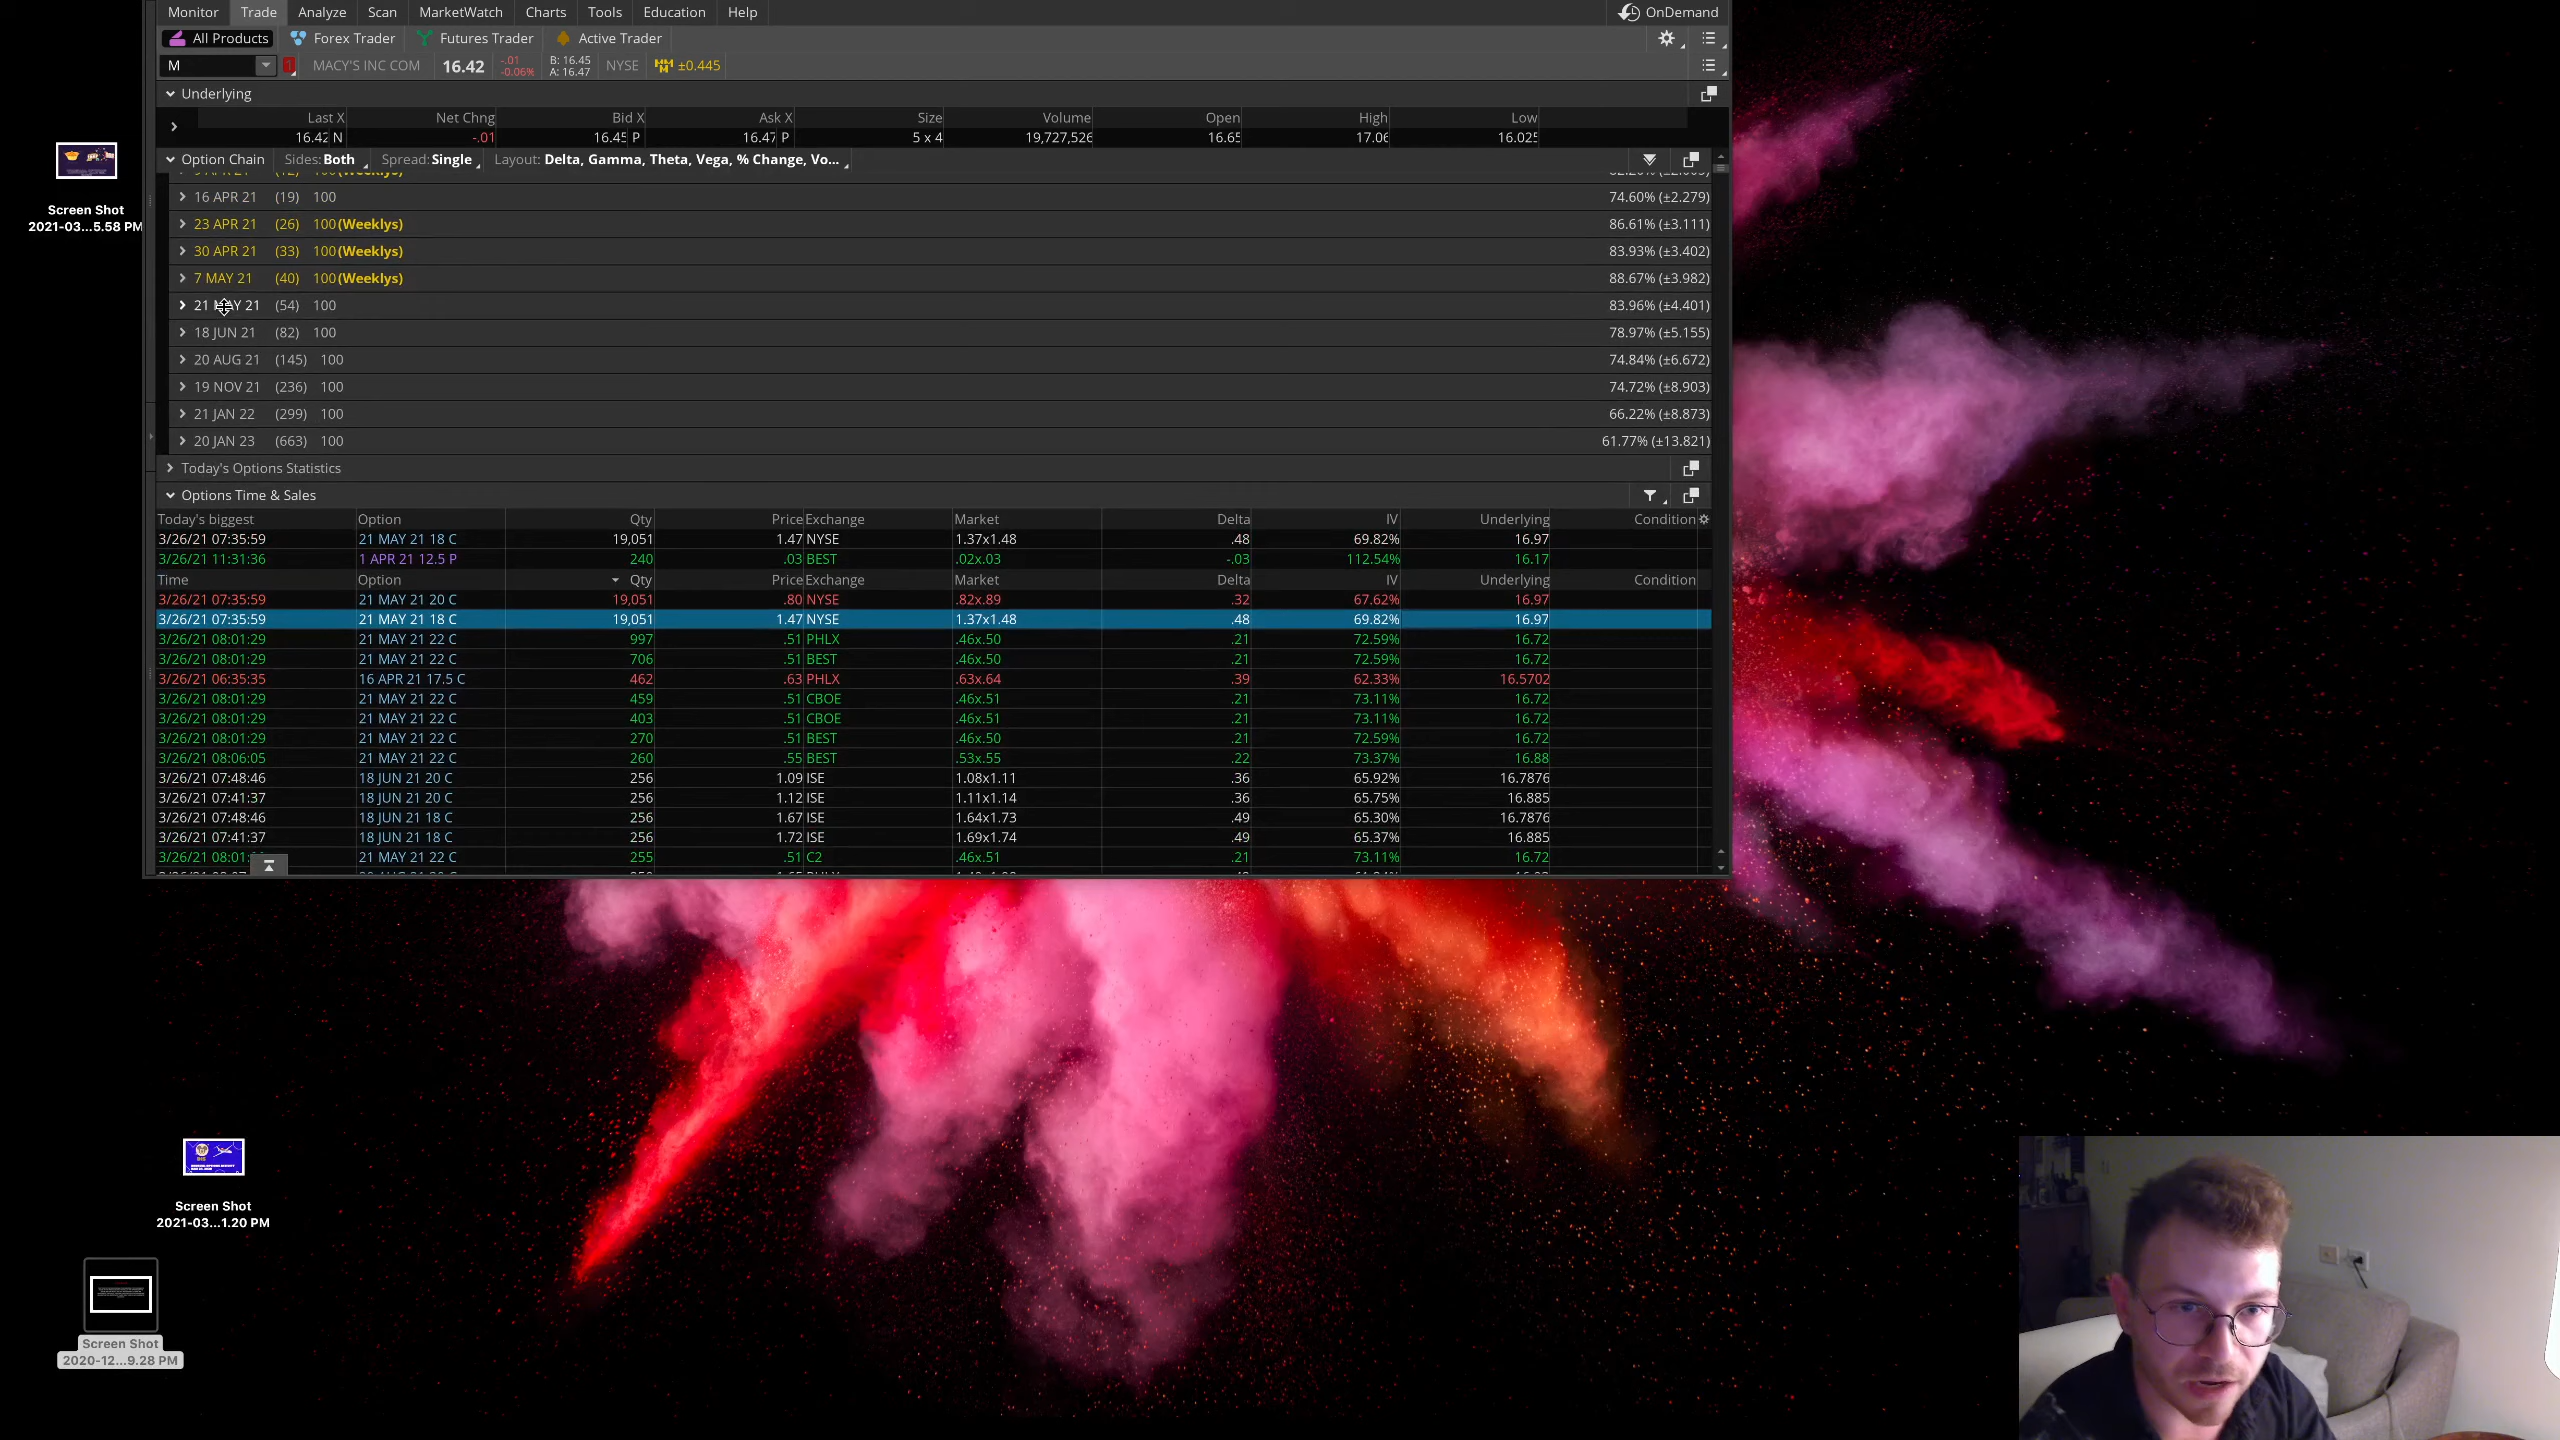 Monitor Trade Analyze Scan MarketWatch Charts Tools Education Help OnDemand
All Products Forex Trader Futures Trader Active Trader
M MACY'S INC COM 16.42 -.01 -0.06% B: 16.45 A: 16.47 NYSE ±0.445
Underlying
Last X Net Chng Bid X Ask X Size Volume Open High Low
16.42 N -.01 16.45 P 16.47 P 5 x 4 19,727,526 16.65 17.06 16.025
Option Chain Sides: Both Spread: Single Layout: Delta, Gamma, Theta, Vega, % Change, Vo...
16 APR 21 (19) 100 74.60% (±2.279)
23 APR 21 (26) 100 (Weeklys) 86.61% (±3.111)
30 APR 21 (33) 100 (Weeklys) 83.93% (±3.402)
7 MAY 21 (40) 100 (Weeklys) 88.67% (±3.982)
21 MAY 21 (54) 100 83.96% (±4.401)
18 JUN 21 (82) 100 78.97% (±5.155)
20 AUG 21 (145) 100 74.84% (±6.672)
19 NOV 21 (236) 100 74.72% (±8.903)
21 JAN 22 (299) 100 66.22% (±8.873)
20 JAN 23 (663) 100 61.77% (±13.821)
Today's Options Statistics
Options Time & Sales
Today's biggest Option Qty Price Exchange Market Delta IV Underlying Condition
3/26/21 07:35:59 21 MAY 21 18 C 19,051 1.47 NYSE 1.37x1.48 .48 69.82% 16.97
3/26/21 11:31:36 1 APR 21 12.5 P 240 .03 BEST .02x.03 -.03 112.54% 16.17
Time Option Qty Price Exchange Market Delta IV Underlying Condition
3/26/21 07:35:59 21 MAY 21 20 C 19,051 .80 NYSE .82x.89 .32 67.62% 16.97
3/26/21 07:35:59 21 MAY 21 18 C 19,051 1.47 NYSE 1.37x1.48 .48 69.82% 16.97
3/26/21 08:01:29 21 MAY 21 22 C 997 .51 PHLX .46x.50 .21 72.59% 16.72
3/26/21 08:01:29 21 MAY 21 22 C 706 .51 BEST .46x.50 .21 72.59% 16.72
3/26/21 06:35:35 16 APR 21 17.5 C 462 .63 PHLX .63x.64 .39 62.33% 16.5702
3/26/21 08:01:29 21 MAY 21 22 C 459 .51 CBOE .46x.51 .21 73.11% 16.72
3/26/21 08:01:29 21 MAY 21 22 C 403 .51 CBOE .46x.51 .21 73.11% 16.72
3/26/21 08:01:29 21 MAY 21 22 C 270 .51 BEST .46x.50 .21 72.59% 16.72
3/26/21 08:06:05 21 MAY 21 22 C 260 .55 BEST .53x.55 .22 73.37% 16.88
3/26/21 07:48:46 18 JUN 21 20 C 256 1.09 ISE 1.08x1.11 .36 65.92% 16.7876
3/26/21 07:41:37 18 JUN 21 20 C 256 1.12 ISE 1.11x1.14 .36 65.75% 16.885
3/26/21 07:48:46 18 JUN 21 18 C 256 1.67 ISE 1.64x1.73 .49 65.30% 16.7876
3/26/21 07:41:37 18 JUN 21 18 C 256 1.72 ISE 1.69x1.74 .49 65.37% 16.885
3/26/21 08:01: 21 MAY 21 22 C 255 .51 C2 .46x.51 .21 73.11% 16.72
Screen Shot
2021-03...5.58 PM
Screen Shot
2021-03...1.20 PM
Screen Shot
2020-12...9.28 PM